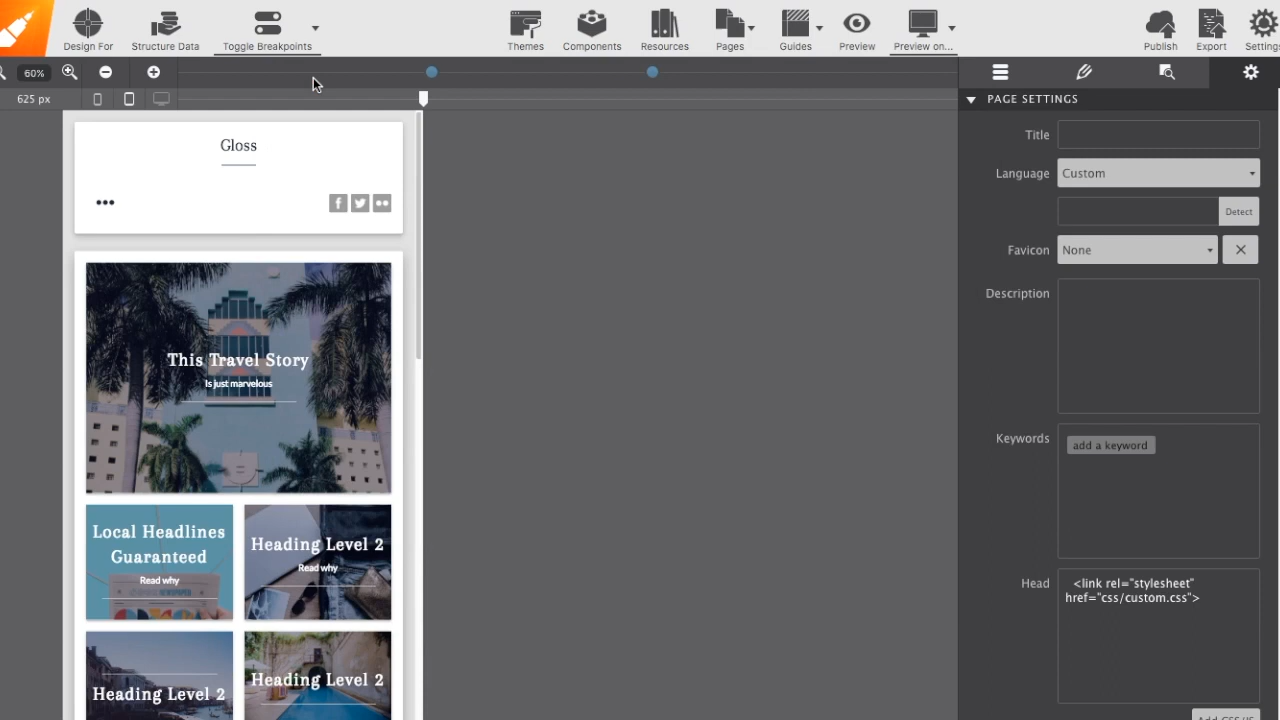 Design For
Structure Data
Toggle Breakpoints
Themes
Components
Resources
Pages
Guides
Preview
Preview on...
Publish
Export
Settings
60%
625 px
PAGE SETTINGS
Title
Language
Custom
Detect
Favicon
None
Description
Keywords
add a keyword
Head
<link rel="stylesheet"
href="css/custom.css">
Gloss
This Travel Story
Is just marvelous
Local Headlines
Guaranteed
Read why
Heading Level 2
Read why
Heading Level 2
Heading Level 2